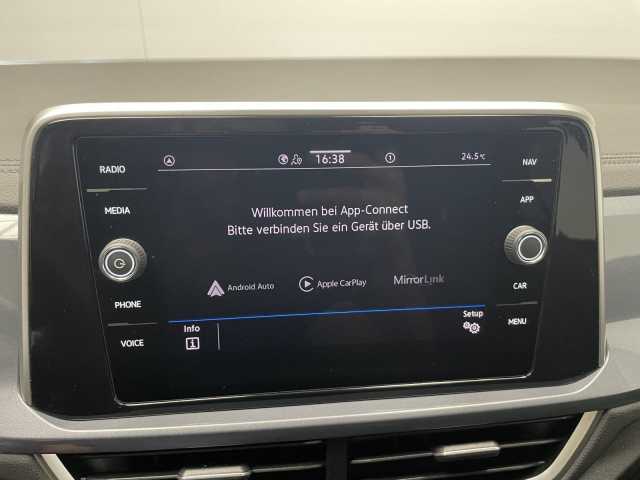 RADIO
MEDIA
PHONE
VOICE
16:38
1
24.5°C
Willkommen bei App-Connect
Bitte verbinden Sie ein Gerät über USB.
Android Auto
Apple CarPlay
MirrorLink
Info
i
Setup
NAV
APP
CAR
MENU